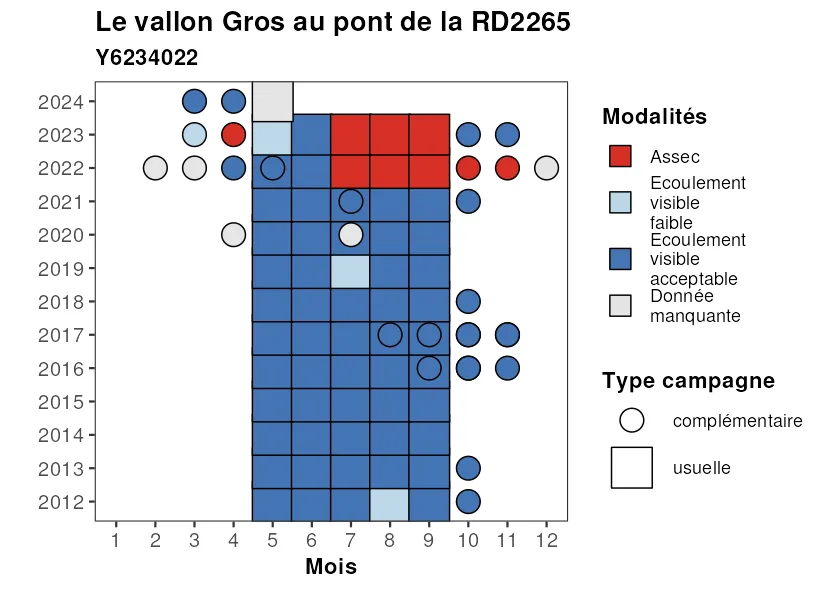 Le vallon Gros au pont de la RD2265
Y6234022
2024
2023
2022
2021
2020
2019
2018
2017
2016
2015
2014
2013
2012
1 2 3 4 5 6 7 8 9 10 11 12
Mois
Modalités
Assec
Ecoulement
visible
faible
Ecoulement
visible
acceptable
Donnée
manquante
Type campagne
complémentaire
usuelle